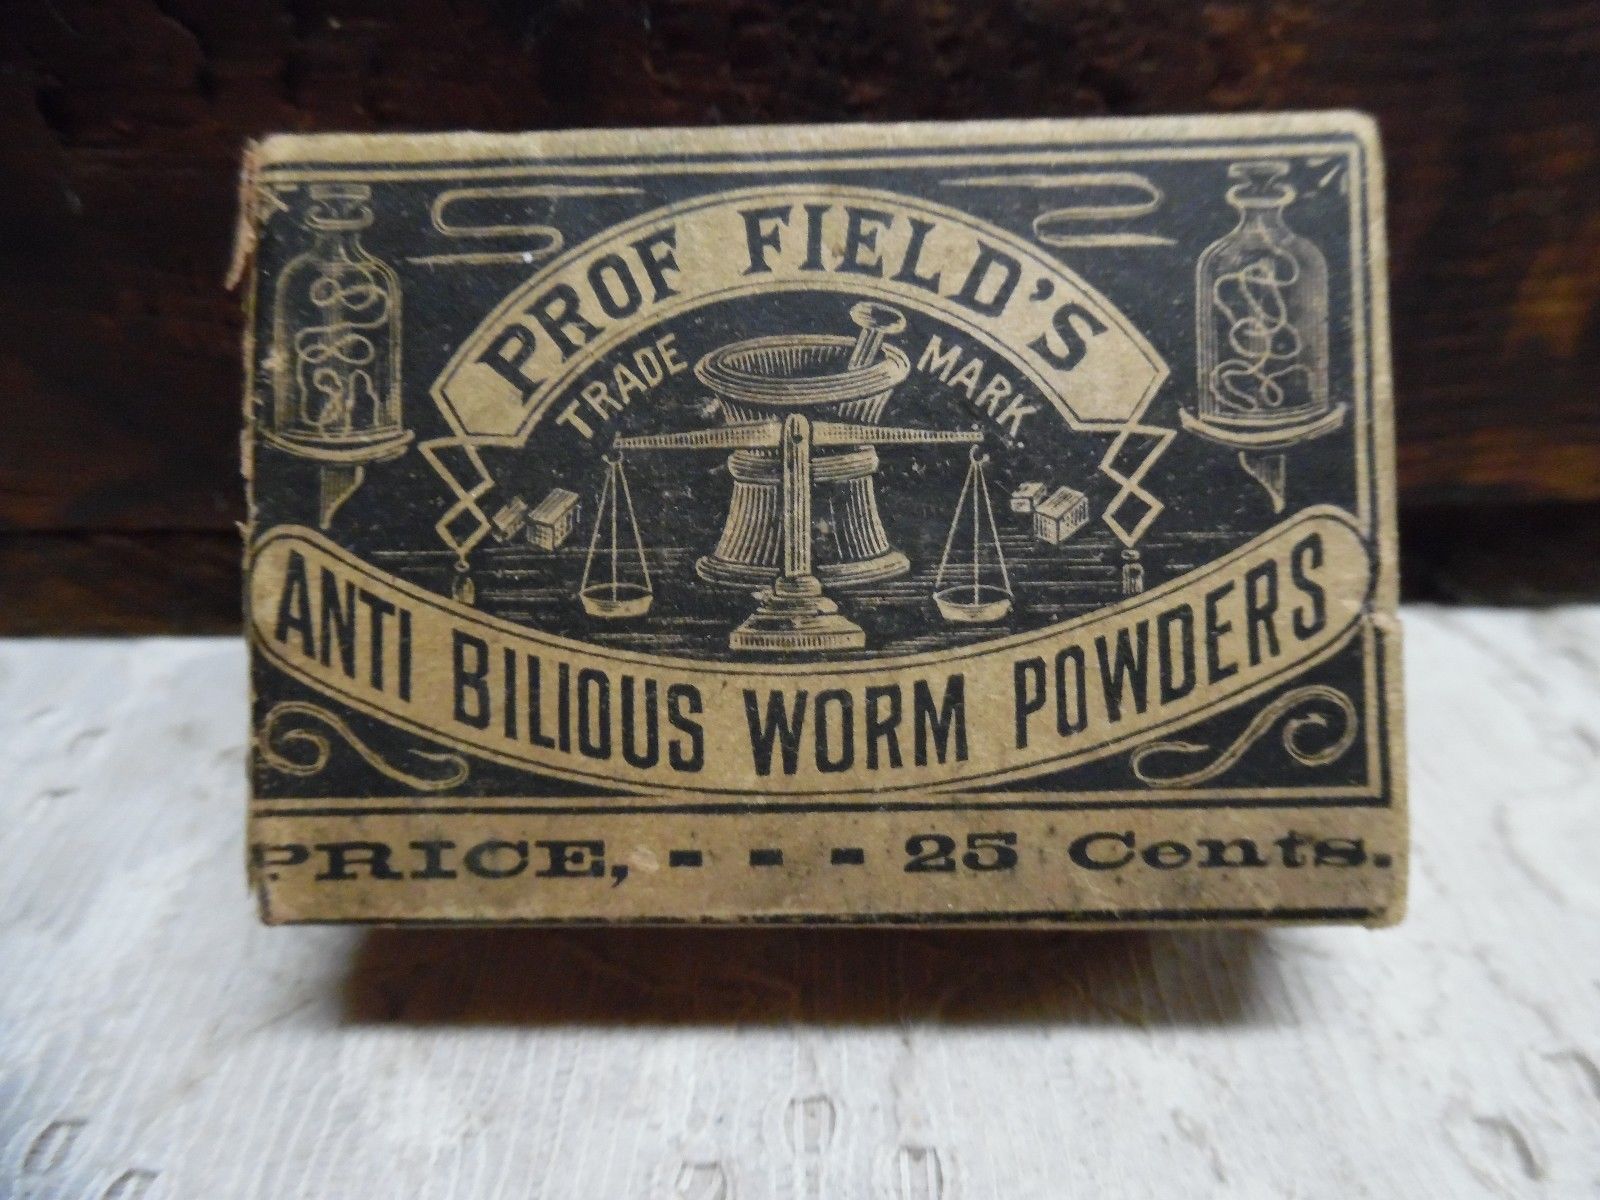 PROF FIELD'S
TRADE MARK
ANTI BILIOUS WORM POWDERS
PRICE, - - - 25 Cents.